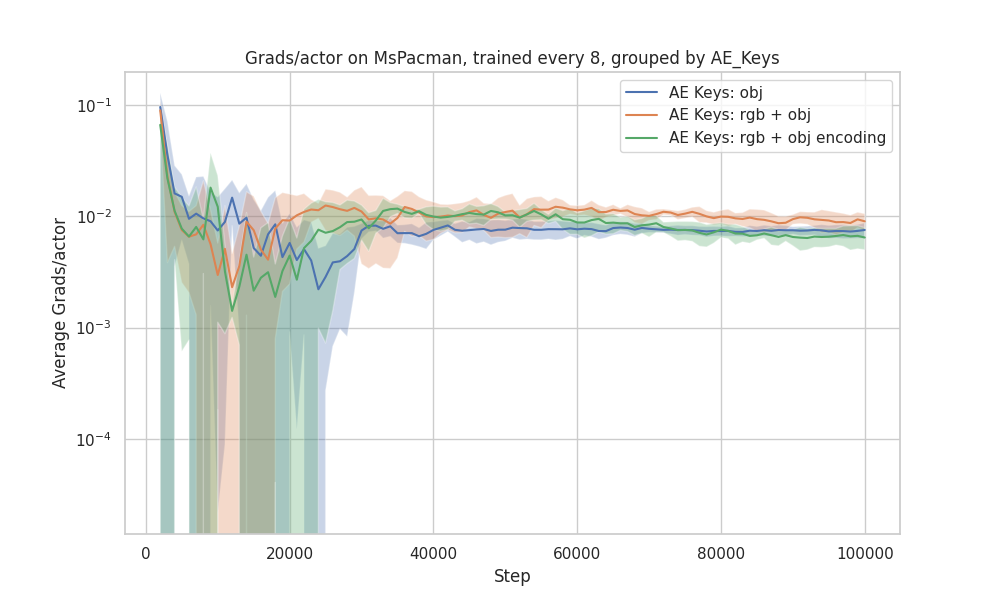 Grads/actor on MsPacman, trained every 8, grouped by AE_Keys
AE Keys: obj
AE Keys: rgb + obj
AE Keys: rgb + obj encoding
10⁻¹
10⁻²
10⁻³
10⁻⁴
Average Grads/actor
0 20000 40000 60000 80000 100000
Step